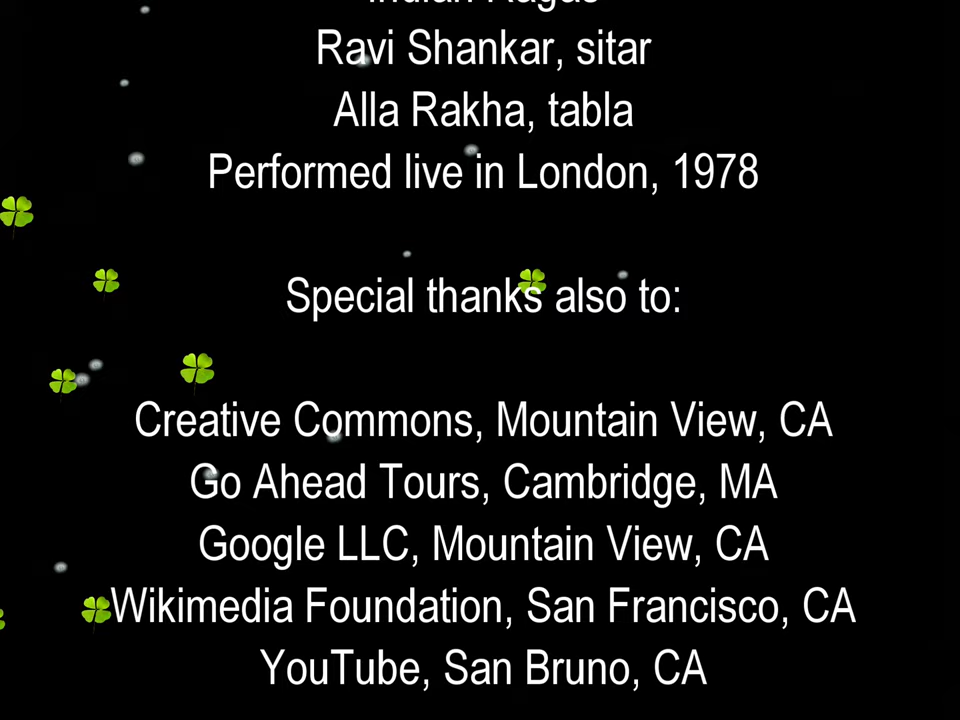 Indian Ragas
Ravi Shankar, sitar
Alla Rakha, tabla
Performed live in London, 1978
Special thanks also to:
Creative Commons, Mountain View, CA
Go Ahead Tours, Cambridge, MA
Google LLC, Mountain View, CA
Wikimedia Foundation, San Francisco, CA
YouTube, San Bruno, CA